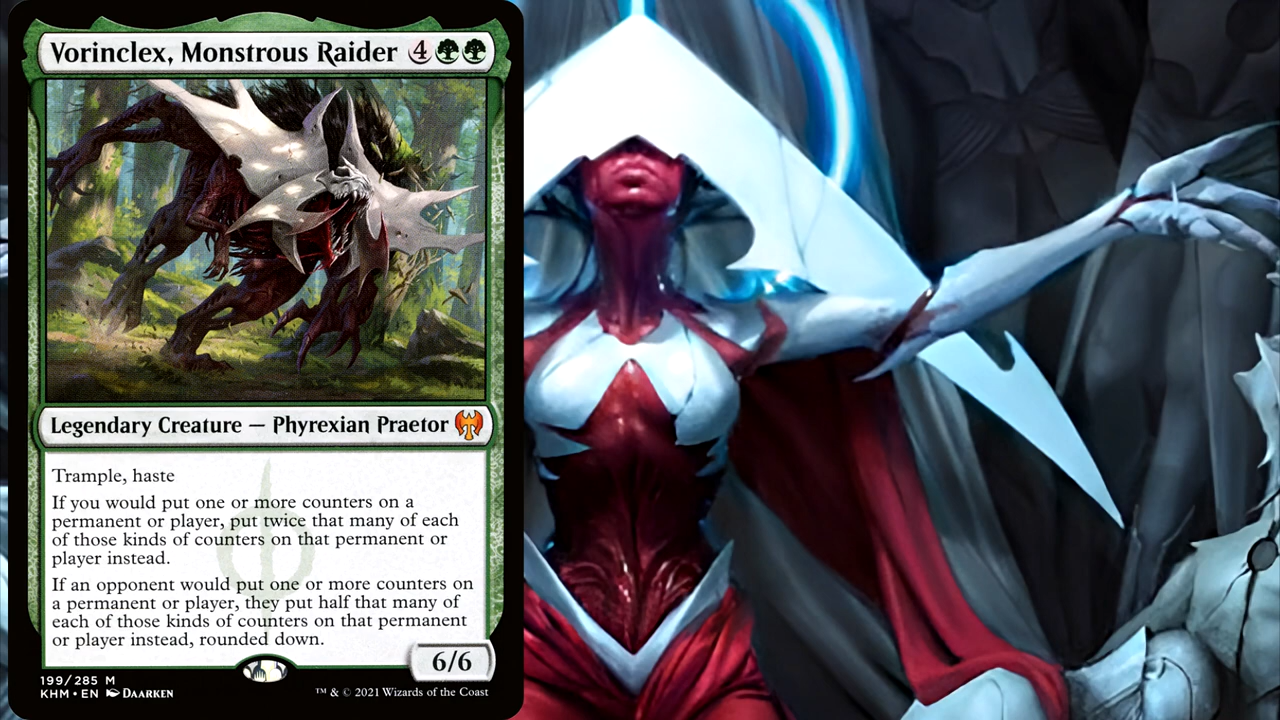 Vorinclex, Monstrous Raider 4
Legendary Creature — Phyrexian Praetor
Trample, haste
If you would put one or more counters on a
permanent or player, put twice that many of each
of those kinds of counters on that permanent or
player instead.
If an opponent would put one or more counters on
a permanent or player, they put half that many of
each of those kinds of counters on that permanent
or player instead, rounded down.
6/6
199/285 M
KHM • EN Daarken
™ & © 2021 Wizards of the Coast